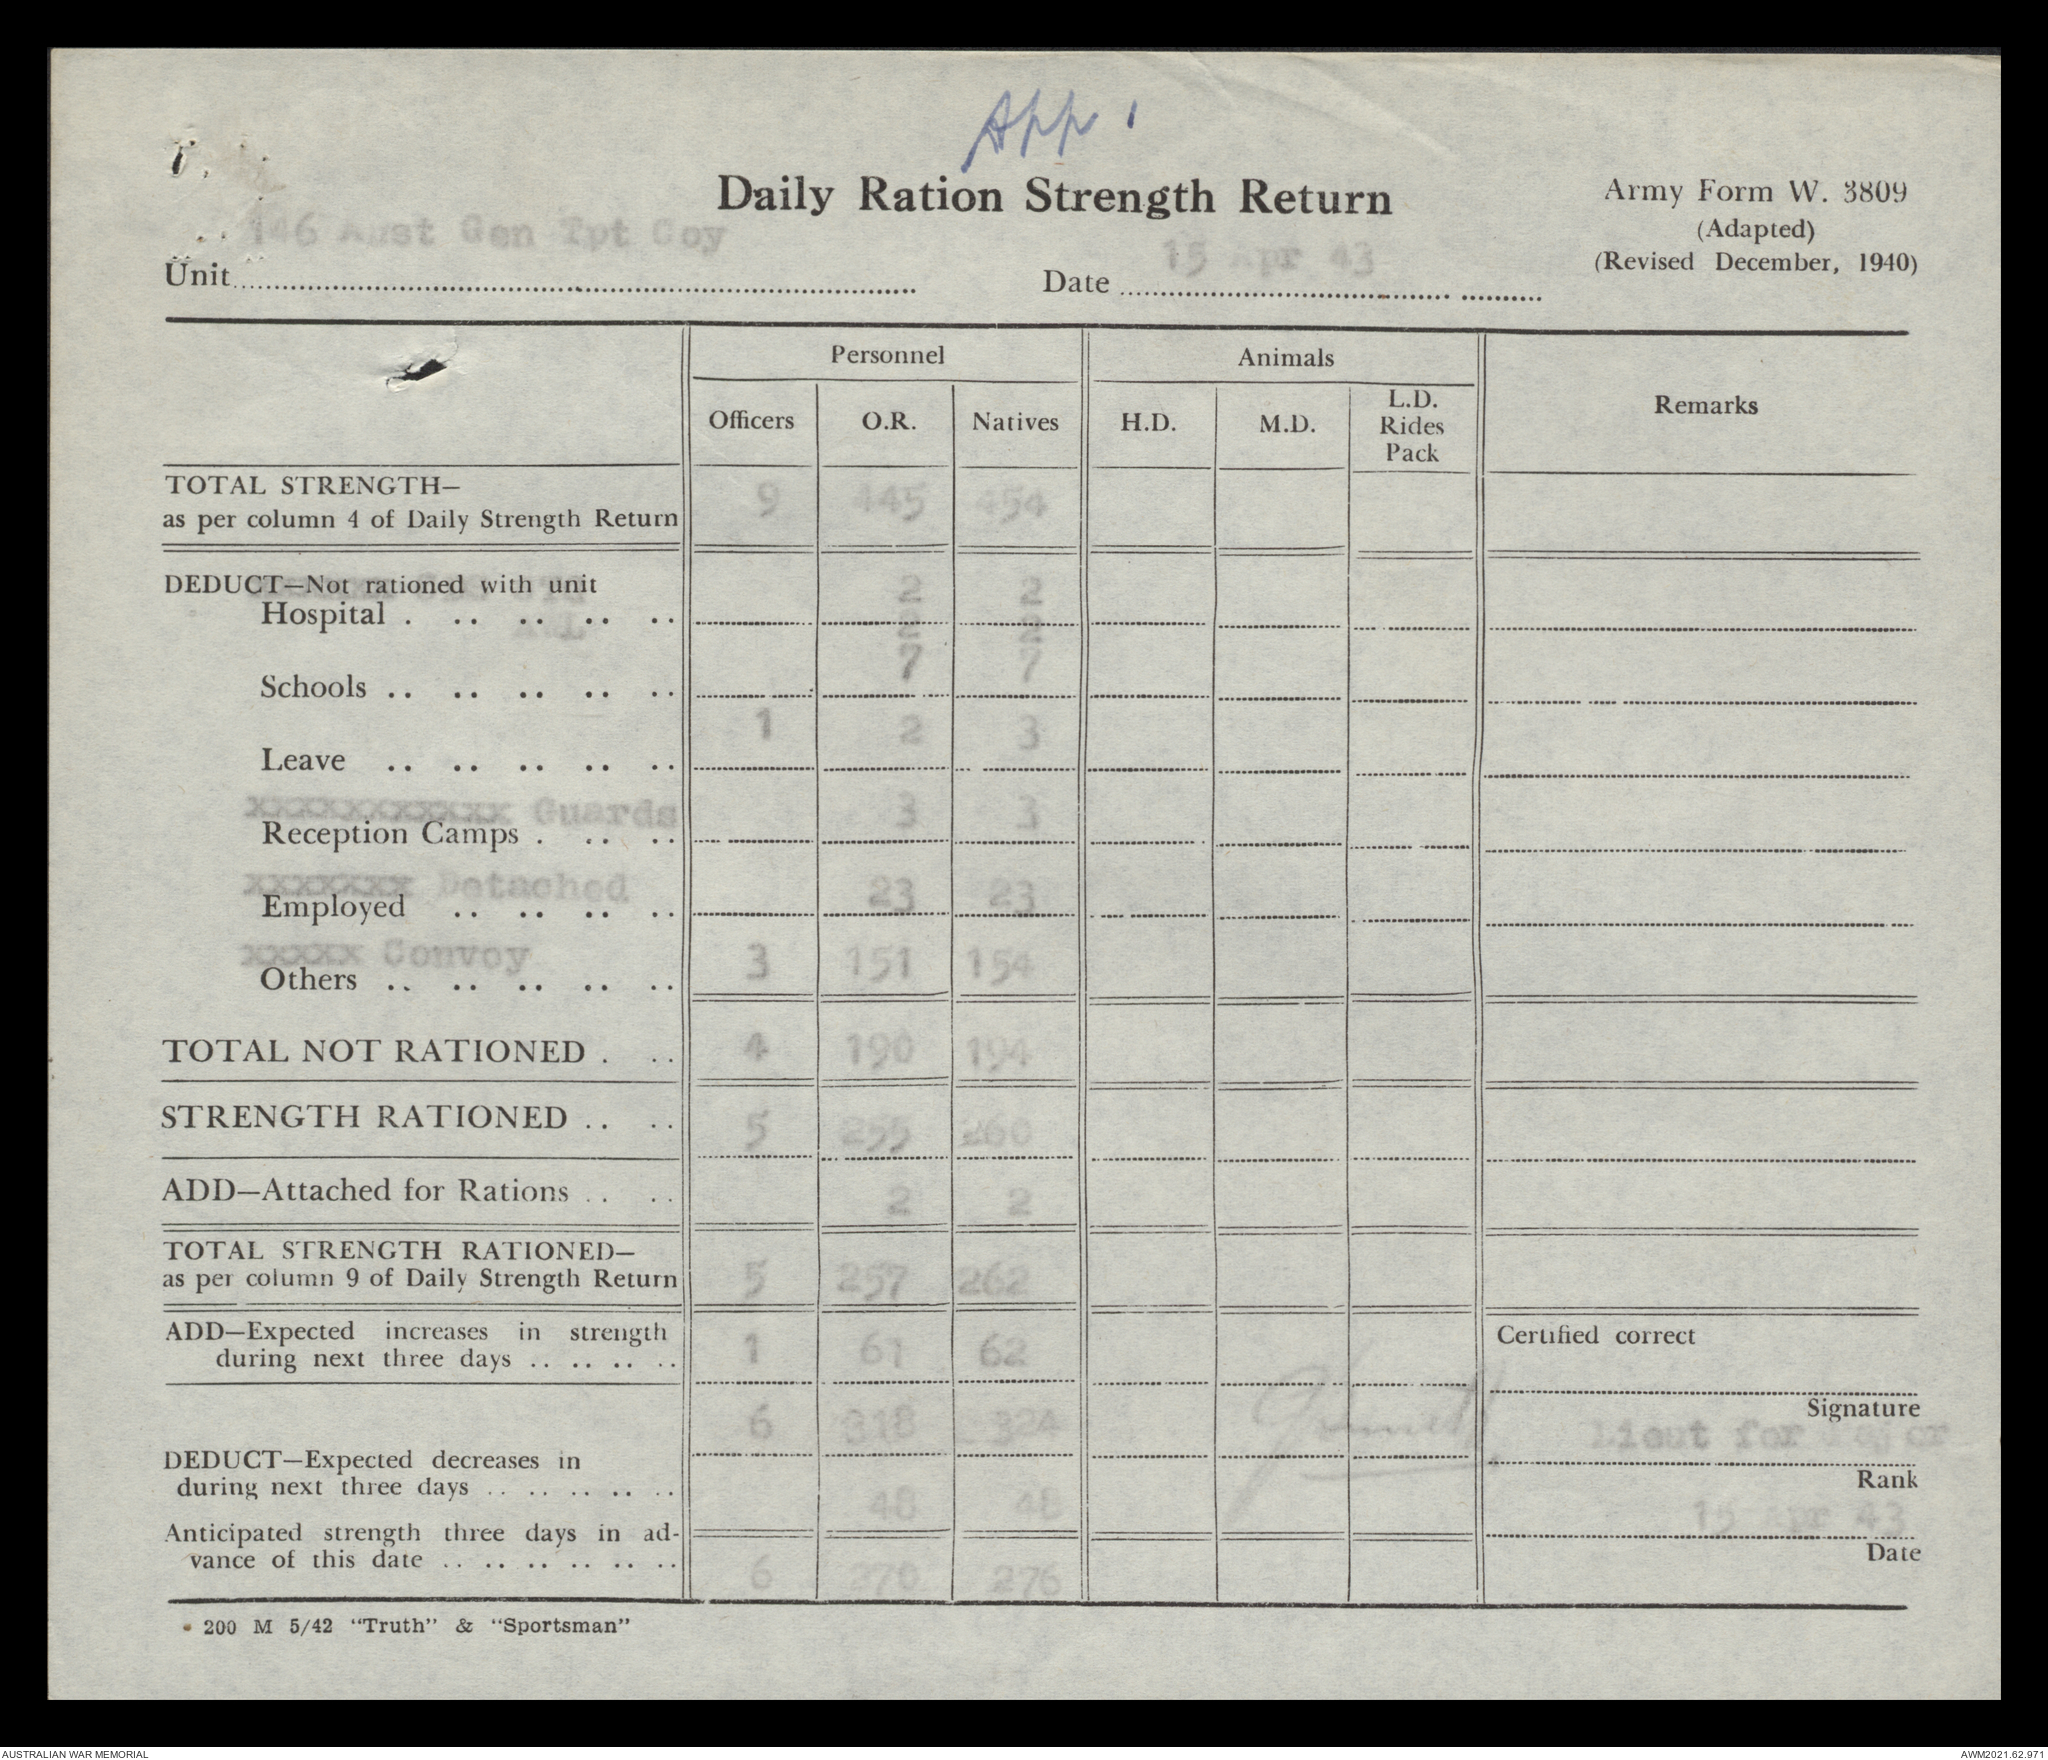 App 1
Daily Ration Strength Return
Army Form W. 3809
(Adapted)
(Revised December, 1940)
146 Aust Gen Tpt Coy
15 Apr 43
Unit
Date
Personnel
Animals
Remarks
Officers O.R. Natives H.D. M.D. L.D. Rides Pack
TOTAL STRENGTH—
as per column 4 of Daily Strength Return 9 445 454
DEDUCT—Not rationed with unit 2 2
Hospital 2 2
AWL
7 7
Schools
1 2 3
Leave
xxxxxxxxxxxx Guards 3 3
Reception Camps
xxxxxxx Detached 23 23
Employed
xxxxx Convoy 3 151 154
Others
TOTAL NOT RATIONED 4 190 194
STRENGTH RATIONED 5 255 260
ADD—Attached for Rations 2 2
TOTAL STRENGTH RATIONED—
as per column 9 of Daily Strength Return 5 257 262
ADD—Expected increases in strength
during next three days 1 61 62
Certified correct
Signature
6 318 324
Lieut for Major
DEDUCT—Expected decreases in
during next three days 48 48
Rank
15 Apr 43
Anticipated strength three days in ad-
vance of this date 6 270 276
Date
200 M 5/42 "Truth" & "Sportsman"
AUSTRALIAN WAR MEMORIAL
AWM2021.62.971